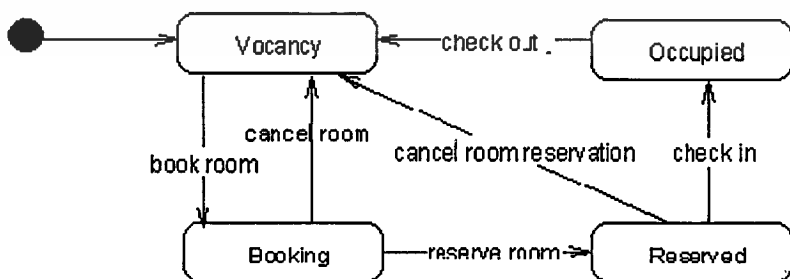 Vocancy
check out .
Occupied
cancel room
book room
cancel room reservation
check in
Booking
reserve room
Reserved